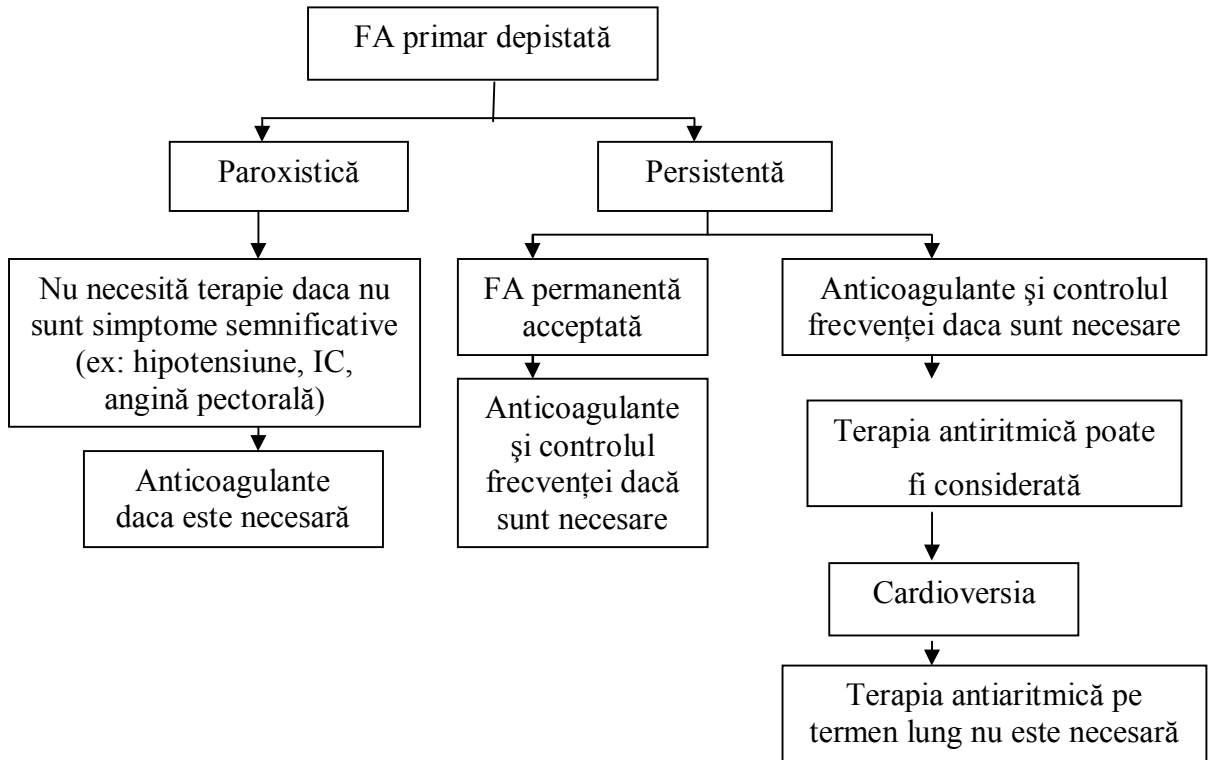 FA primar depistată
Paroxistică
Persistentă
Nu necesită terapie daca nu
sunt simptome semnificative
(ex: hipotensiune, IC,
angină pectorală)
Anticoagulante
daca este necesară
FA permanentă
acceptată
Anticoagulante
şi controlul
frecvenței dacă
sunt necesare
Anticoagulante şi controlul
frecvenței daca sunt necesare
Terapia antiritmică poate
fi considerată
Cardioversia
Terapia antiaritmică pe
termen lung nu este necesară